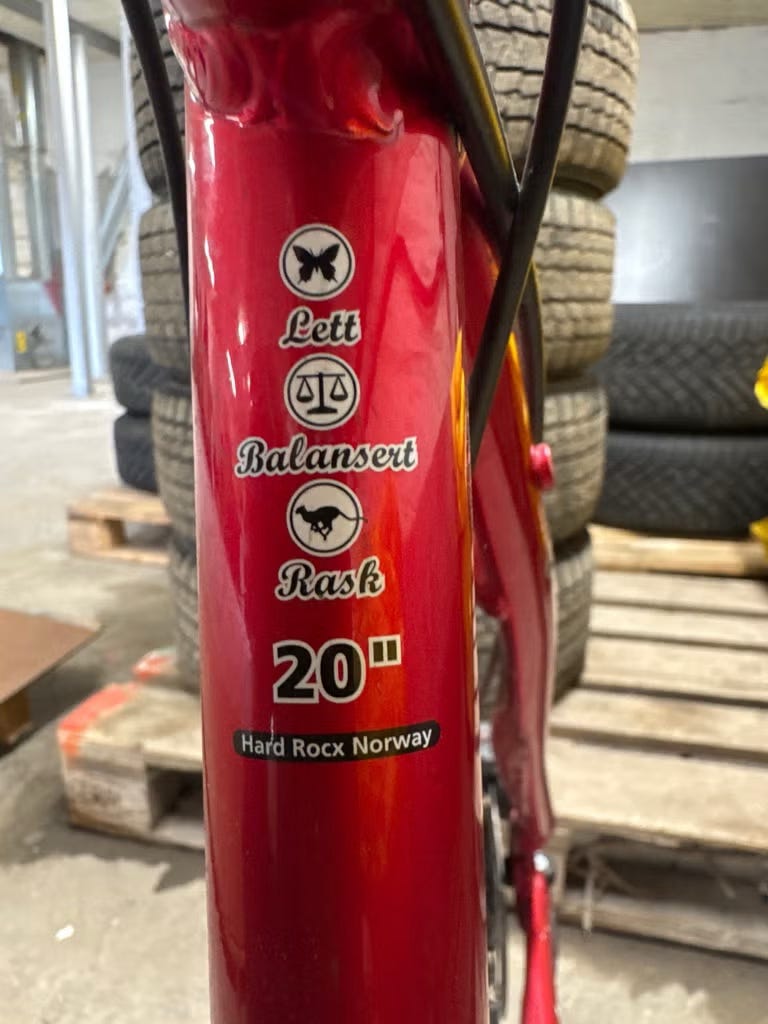 Lett
Balansert
Rask
20"
Hard Rocx Norway